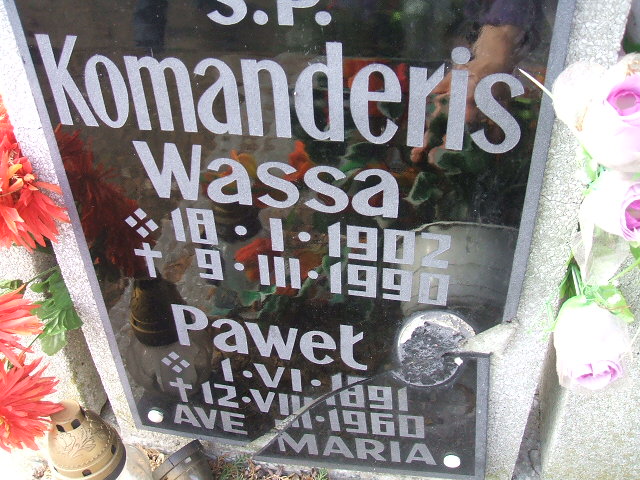 Ś.P.
Komanderis
Wassa
18·I·1902
✝ 9·III·1990
Paweł
1·VI·1891
✝ 12·VIII·1960
AVE MARIA